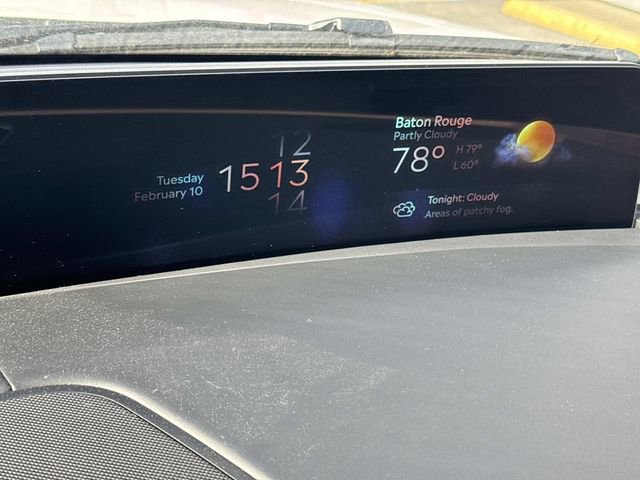 Tuesday
February 10
12
15 13
14
Baton Rouge
Partly Cloudy
78° H 79°
L 60°
Tonight: Cloudy
Areas of patchy fog.